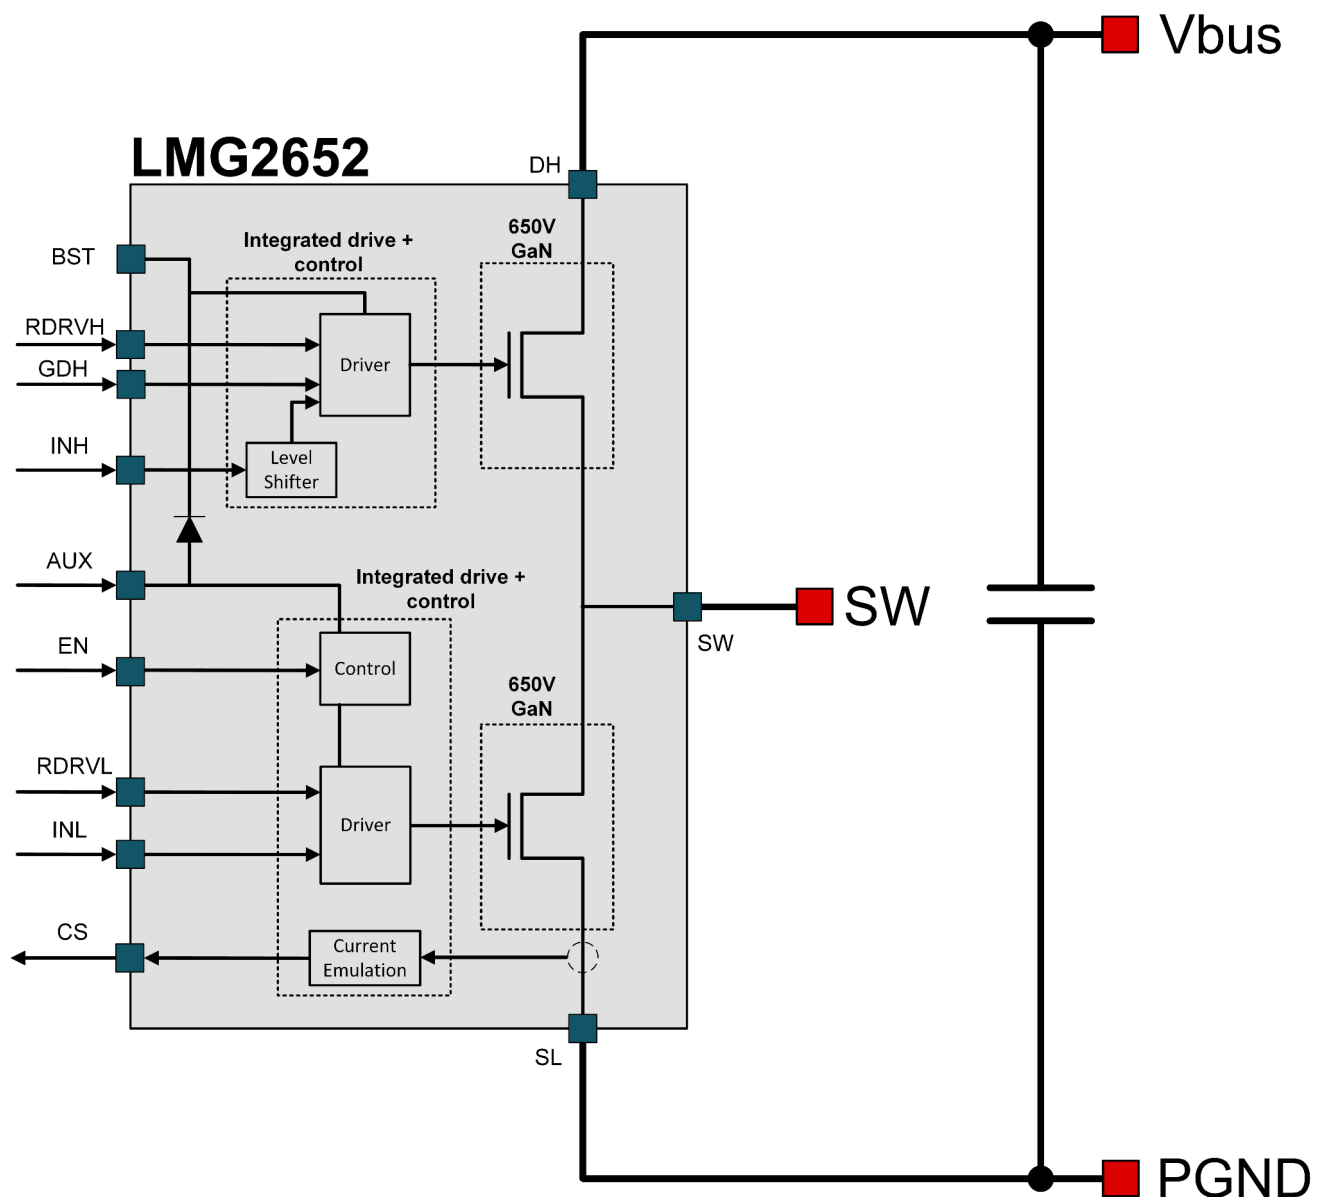 Vbus
LMG2652
DH
650V
GaN
Integrated drive +
control
BST
RDRVH
GDH
Driver
INH
Level
Shifter
AUX
Integrated drive +
control
SW
SW
EN
Control
650V
GaN
RDRVL
INL
Driver
CS
Current
Emulation
SL
PGND